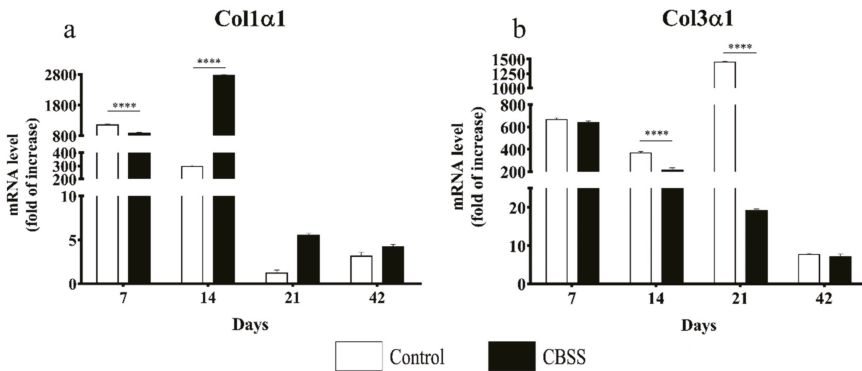 a
Col1α1
mRNA level
(fold of increase)
2800
1800
800
400
300
200
10
5
0
****
****
7 14 21 42
Days
b
Col3α1
mRNA level
(fold of increase)
1500
1250
1000
800
600
400
200
20
10
0
****
****
7 14 21 42
Days
Control CBSS